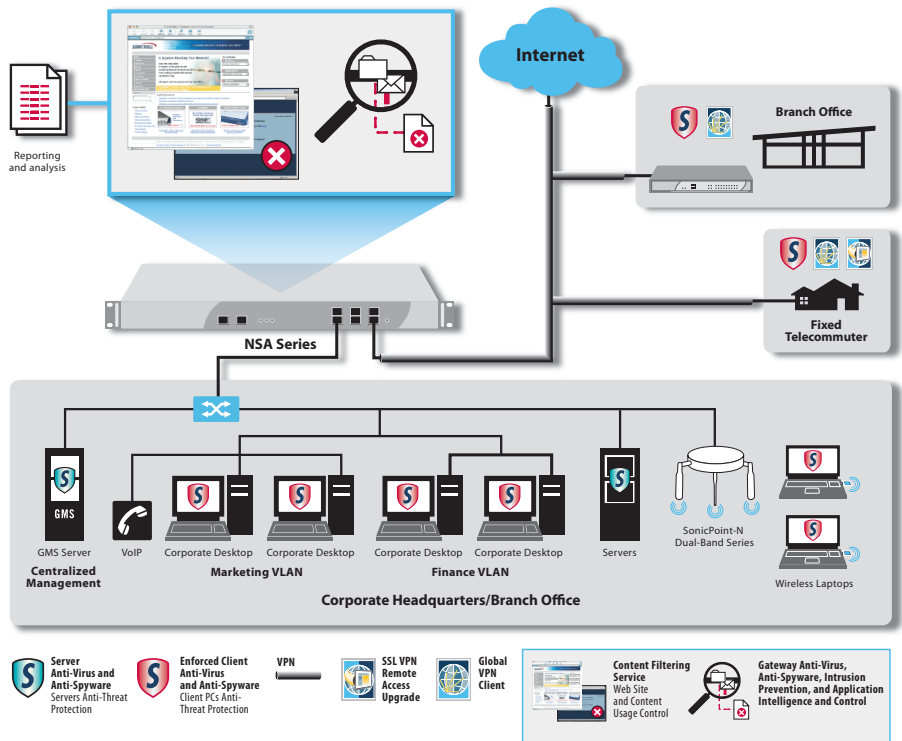 SONICWALL
Internet
Branch Office
Reporting
and analysis
Fixed
Telecommuter
NSA Series
GMS
GMS Server
Centralized
Management
VoIP
Corporate Desktop
Corporate Desktop
Marketing VLAN
Corporate Desktop
Corporate Desktop
Finance VLAN
Servers
SonicPoint-N
Dual-Band Series
Wireless Laptops
Corporate Headquarters/Branch Office
Server
Anti-Virus and
Anti-Spyware
Servers Anti-Threat
Protection
Enforced Client
Anti-Virus
and Anti-Spyware
Client PCs Anti-
Threat Protection
VPN
SSL VPN
Remote
Access
Upgrade
Global
VPN
Client
Content Filtering
Service
Web Site
and Content
Usage Control
Gateway Anti-Virus,
Anti-Spyware, Intrusion
Prevention, and Application
Intelligence and Control